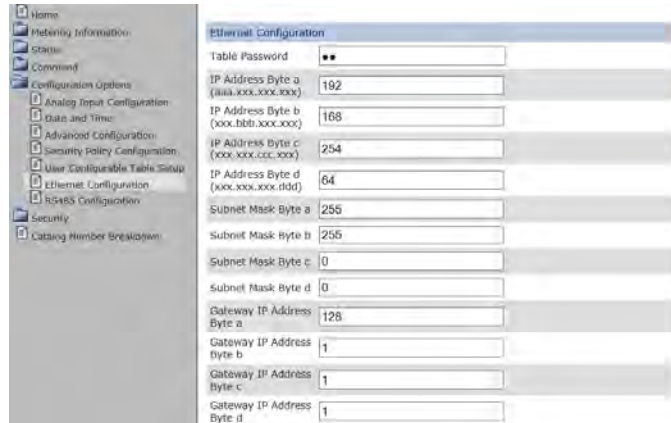 Home
Metering Information
Status
Command
Configuration Options
Analog Input Configuration
Date and Time
Advanced Configuration
Security Policy Configuration
User Configurable Table Setup
Ethernet Configuration
RS485 Configuration
Security
Catalog Number Breakdown
Ethernet Configuration
Table Password ••
IP Address Byte a
(aaa.xxx.xxx.xxx) 192
IP Address Byte b
(xxx.bbb.xxx.xxx) 168
IP Address Byte c
(xxx.xxx.ccc.xxx) 254
IP Address Byte d
(xxx.xxx.xxx.ddd) 64
Subnet Mask Byte a 255
Subnet Mask Byte b 255
Subnet Mask Byte c 0
Subnet Mask Byte d 0
Gateway IP Address
Byte a 128
Gateway IP Address
Byte b 1
Gateway IP Address
Byte c 1
Gateway IP Address
Byte d 1